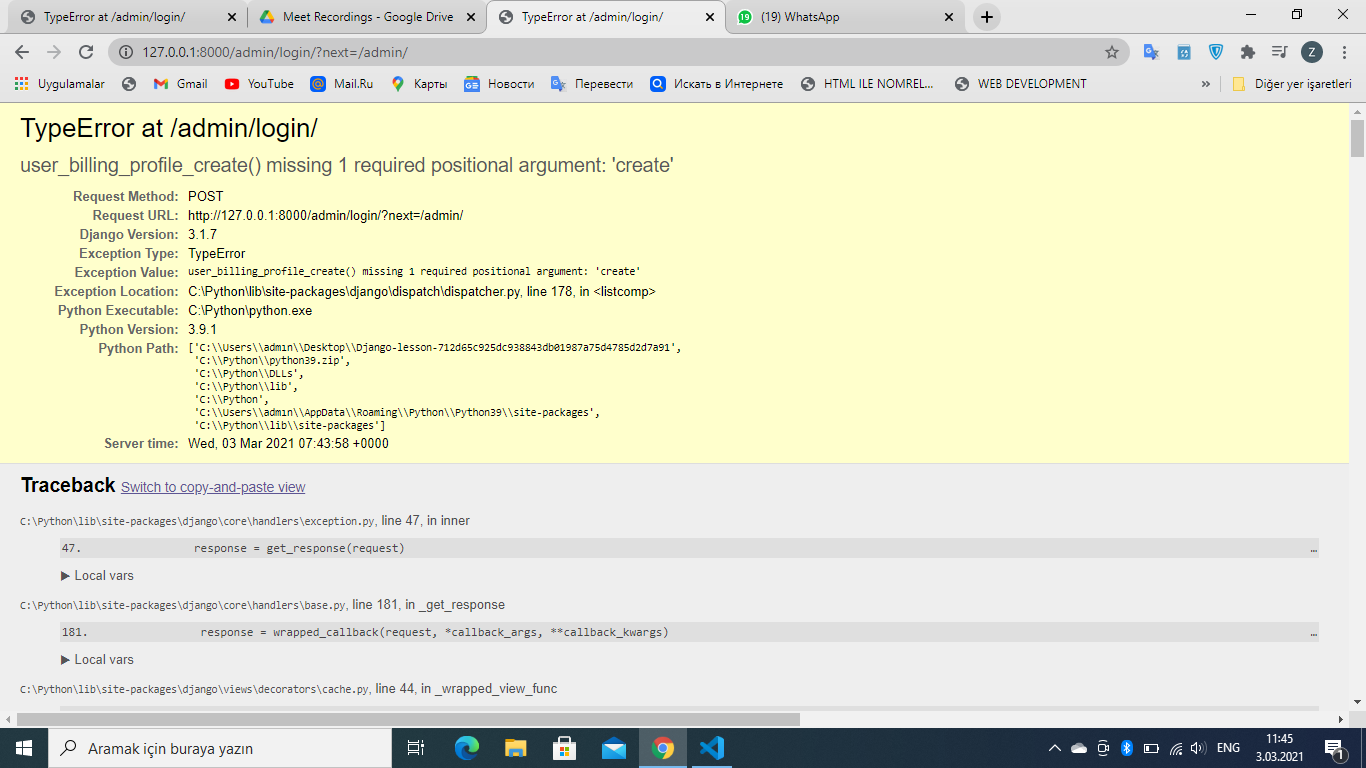 TypeError at /admin/login/
Meet Recordings - Google Drive
TypeError at /admin/login/
(19) WhatsApp
127.0.0.1:8000/admin/login/?next=/admin/
Z
Uygulamalar
Gmail
YouTube
Mail.Ru
Карты
Новости
Перевести
Искать в Интернете
HTML ILE NOMREL...
WEB DEVELOPMENT
»
Diğer yer işaretleri
TypeError at /admin/login/
user_billing_profile_create() missing 1 required positional argument: 'create'
Request Method: POST
Request URL: http://127.0.0.1:8000/admin/login/?next=/admin/
Django Version: 3.1.7
Exception Type: TypeError
Exception Value: user_billing_profile_create() missing 1 required positional argument: 'create'
Exception Location: C:\Python\lib\site-packages\django\dispatch\dispatcher.py, line 178, in <listcomp>
Python Executable: C:\Python\python.exe
Python Version: 3.9.1
Python Path: ['C:\\Users\\admın\\Desktop\\Django-lesson-712d65c925dc938843db01987a75d4785d2d7a91',
'C:\\Python\\python39.zip',
'C:\\Python\\DLLs',
'C:\\Python\\lib',
'C:\\Python',
'C:\\Users\\admın\\AppData\\Roaming\\Python\\Python39\\site-packages',
'C:\\Python\\lib\\site-packages']
Server time: Wed, 03 Mar 2021 07:43:58 +0000
Traceback Switch to copy-and-paste view
C:\Python\lib\site-packages\django\core\handlers\exception.py, line 47, in inner
47. response = get_response(request) …
▶ Local vars
C:\Python\lib\site-packages\django\core\handlers\base.py, line 181, in _get_response
181. response = wrapped_callback(request, *callback_args, **callback_kwargs) …
▶ Local vars
C:\Python\lib\site-packages\django\views\decorators\cache.py, line 44, in _wrapped_view_func
Aramak için buraya yazın
ENG
11:45
3.03.2021
1